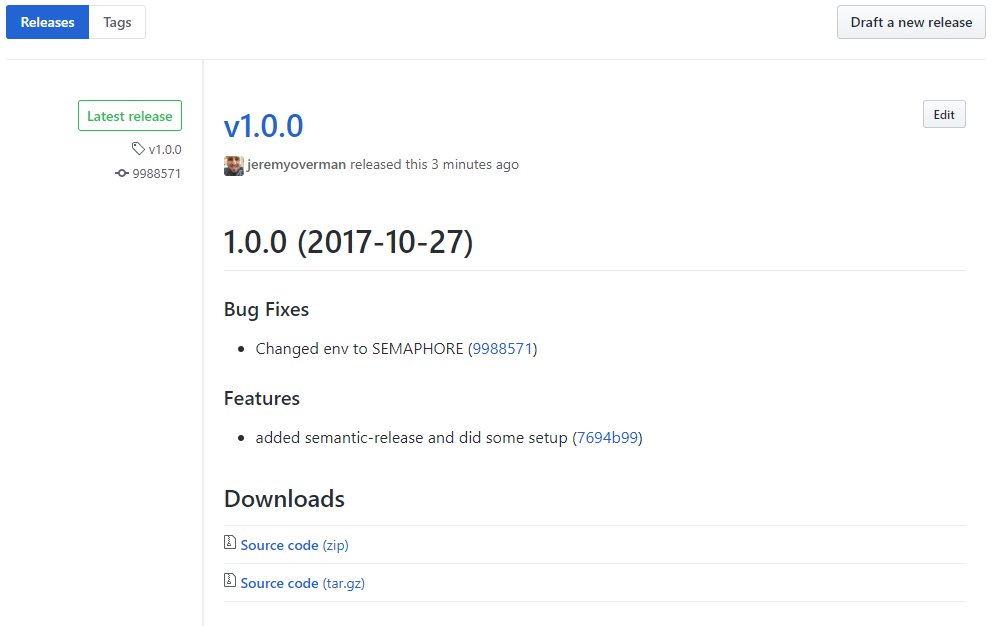 Releases Tags Draft a new release
Latest release
v1.0.0
9988571
v1.0.0 Edit
jeremyoverman released this 3 minutes ago
1.0.0 (2017-10-27)
Bug Fixes
• Changed env to SEMAPHORE (9988571)
Features
• added semantic-release and did some setup (7694b99)
Downloads
Source code (zip)
Source code (tar.gz)